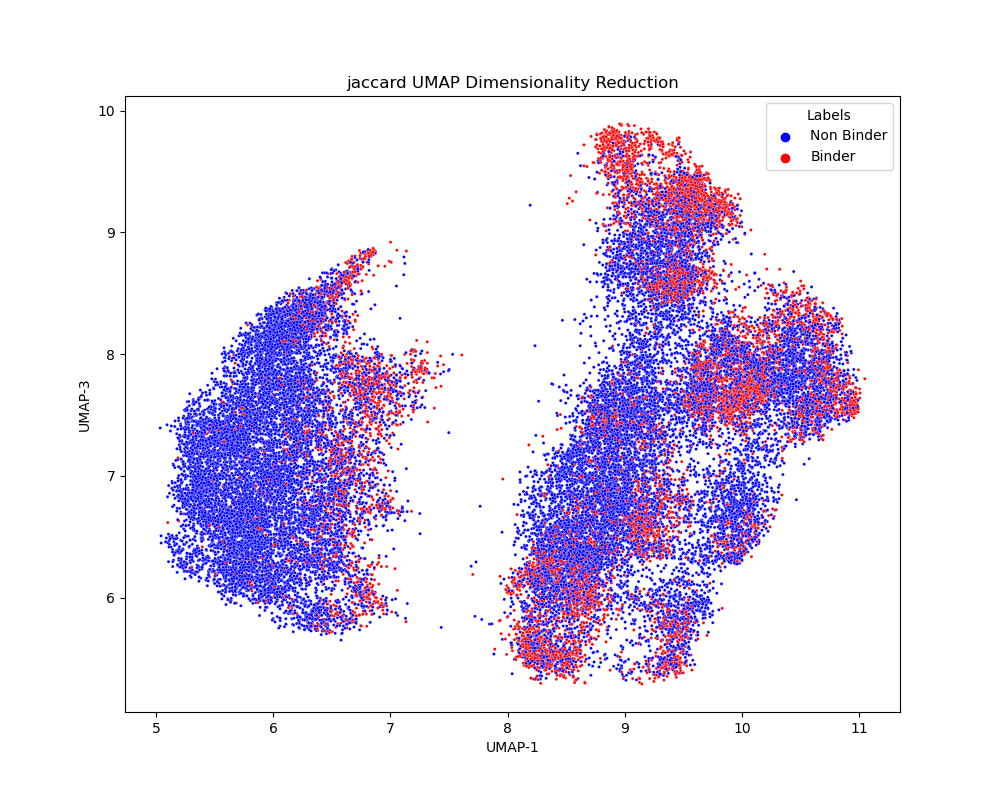 jaccard UMAP Dimensionality Reduction
Labels
Non Binder
Binder
10
9
8
7
6
UMAP-3
5 6 7 8 9 10 11
UMAP-1